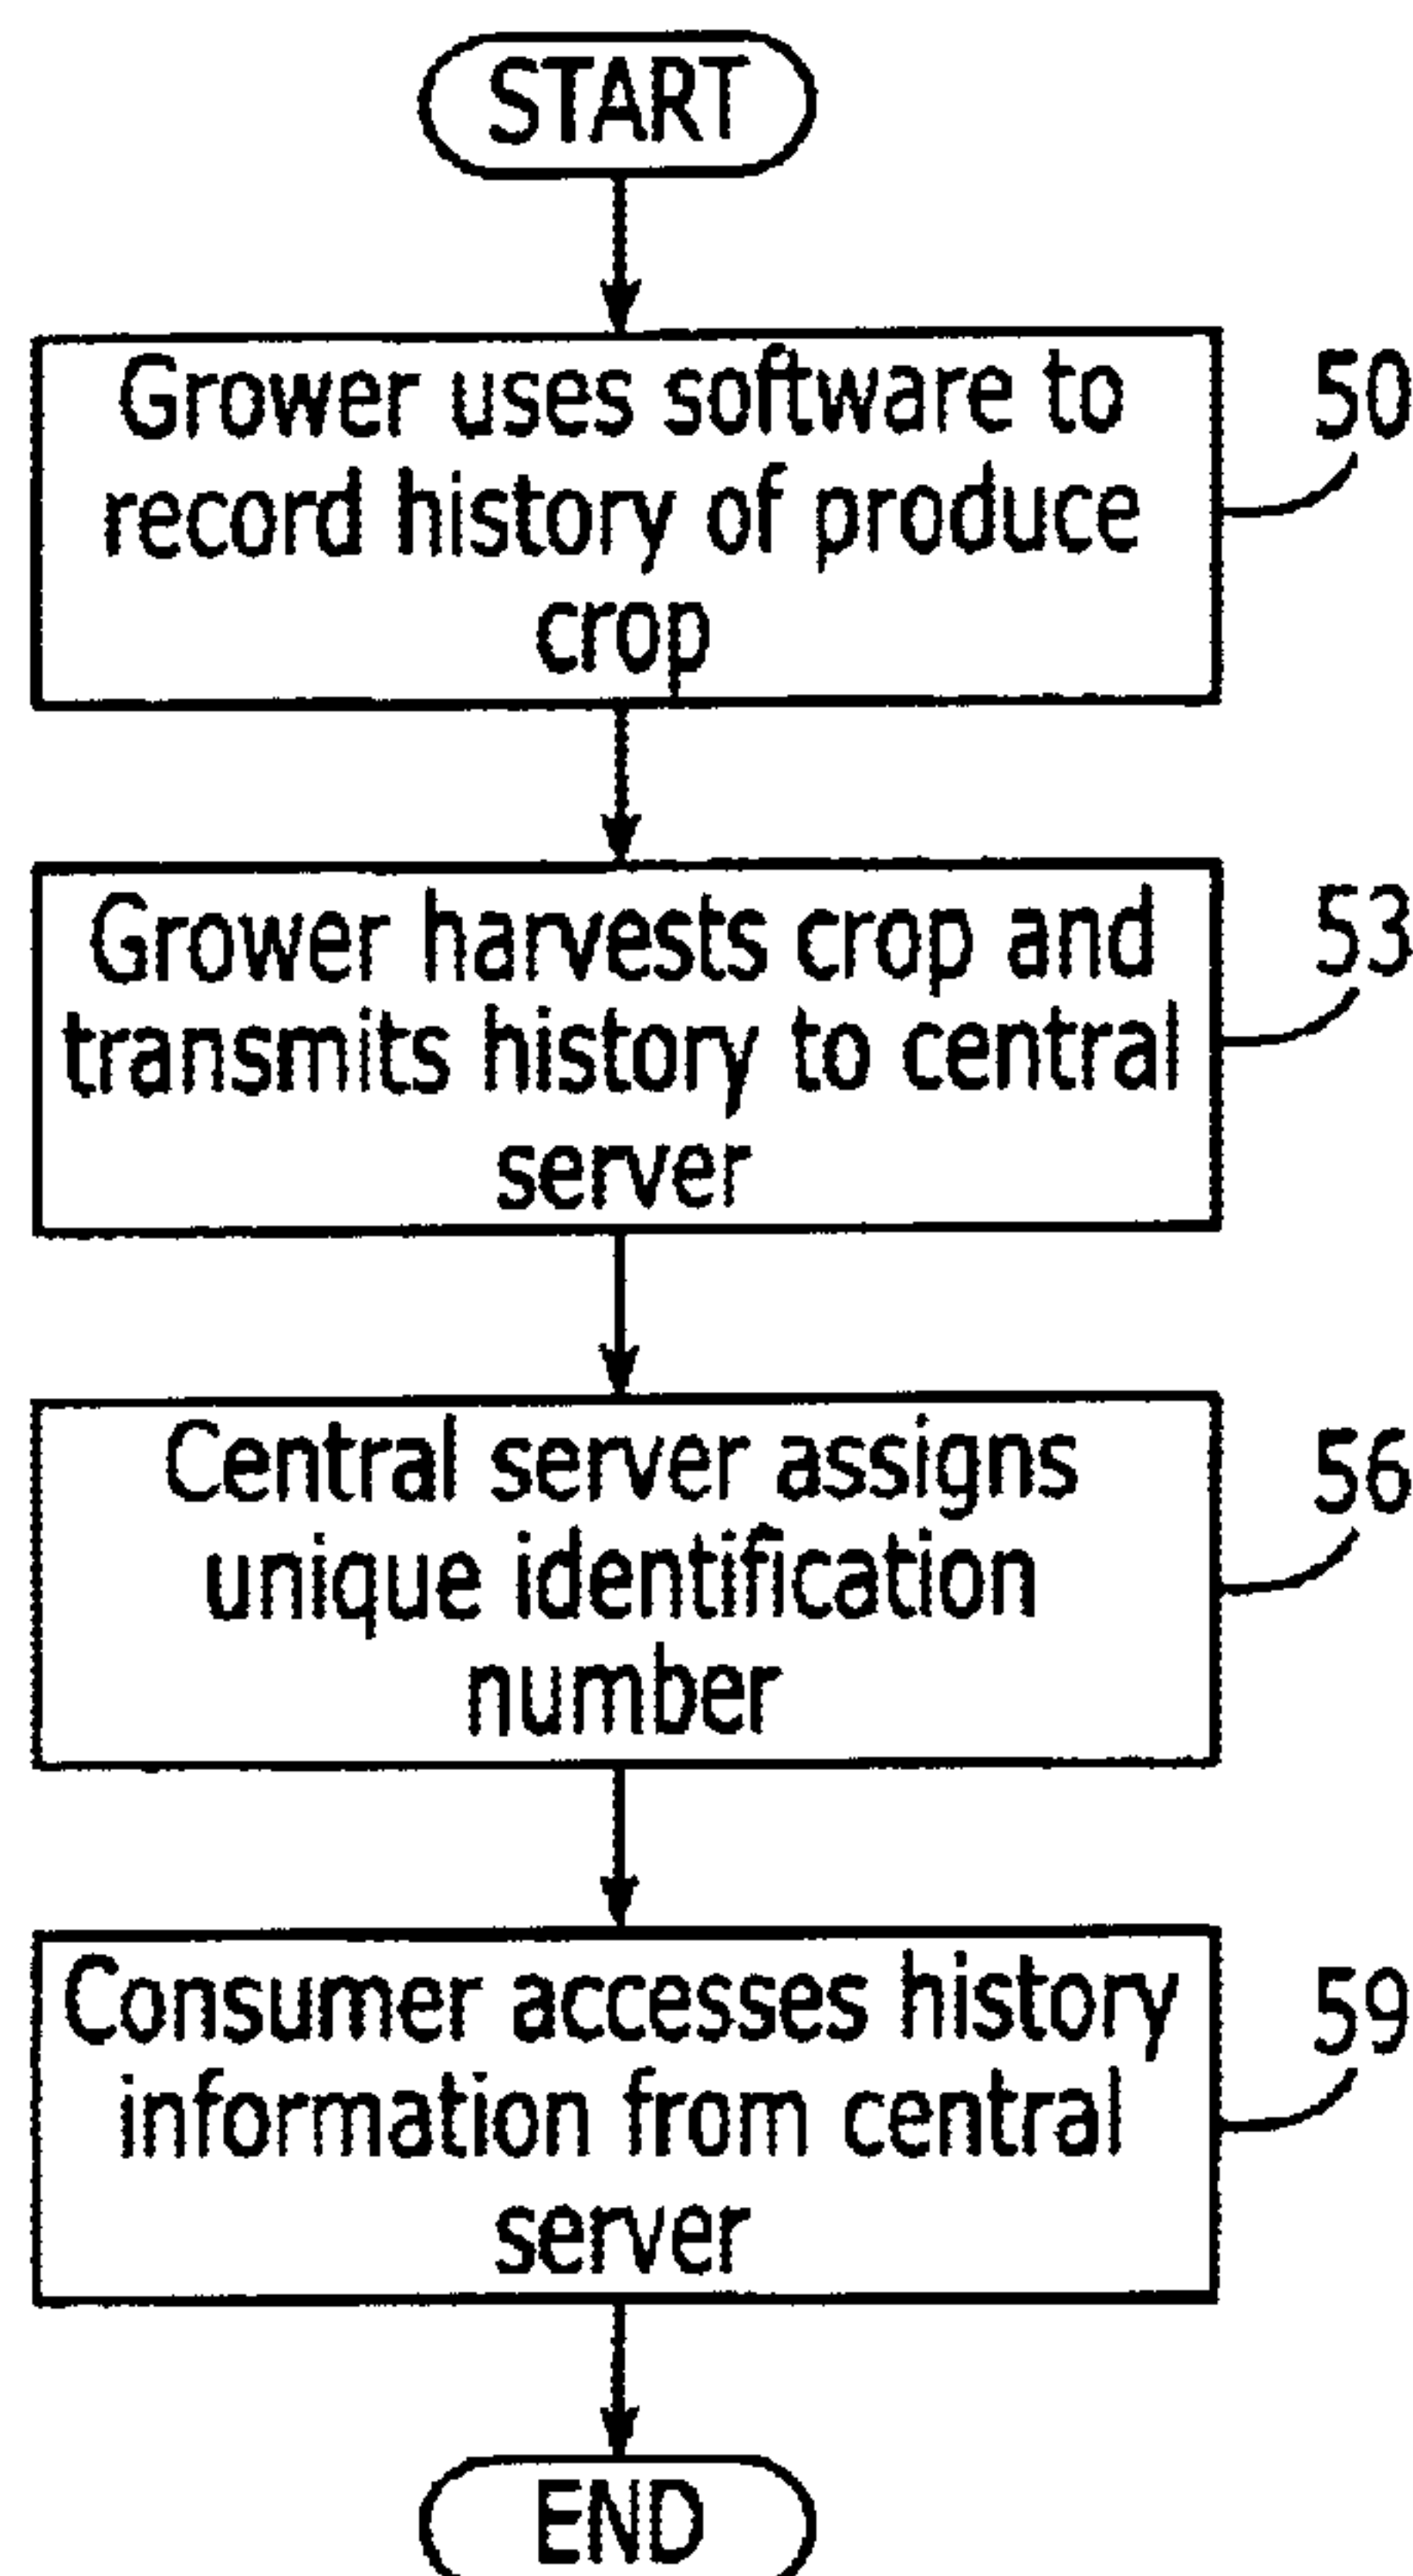 START
Grower uses software to
record history of produce
crop
50
Grower harvests crop and
transmits history to central
server
53
Central server assigns
unique identification
number
56
Consumer accesses history
information from central
server
59
END